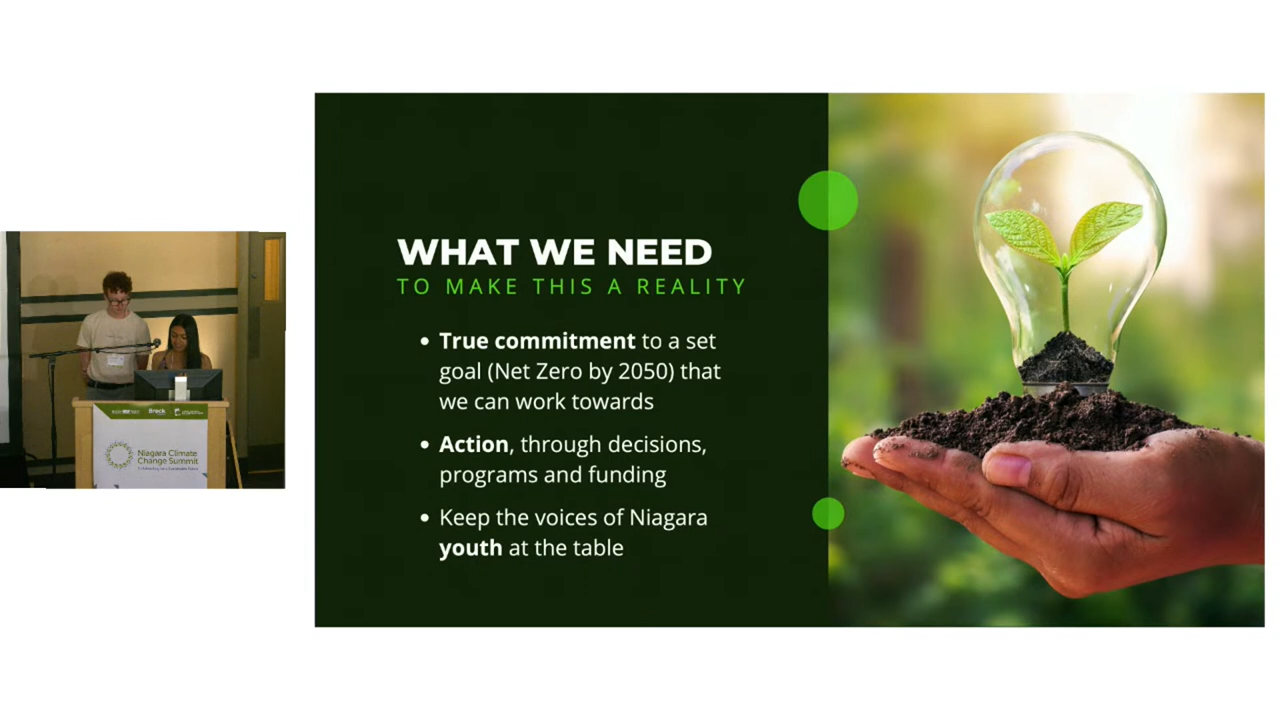 WHAT WE NEED
TO MAKE THIS A REALITY
• True commitment to a set
goal (Net Zero by 2050) that
we can work towards
• Action, through decisions,
programs and funding
• Keep the voices of Niagara
youth at the table
Brock
Niagara Climate
Change Summit